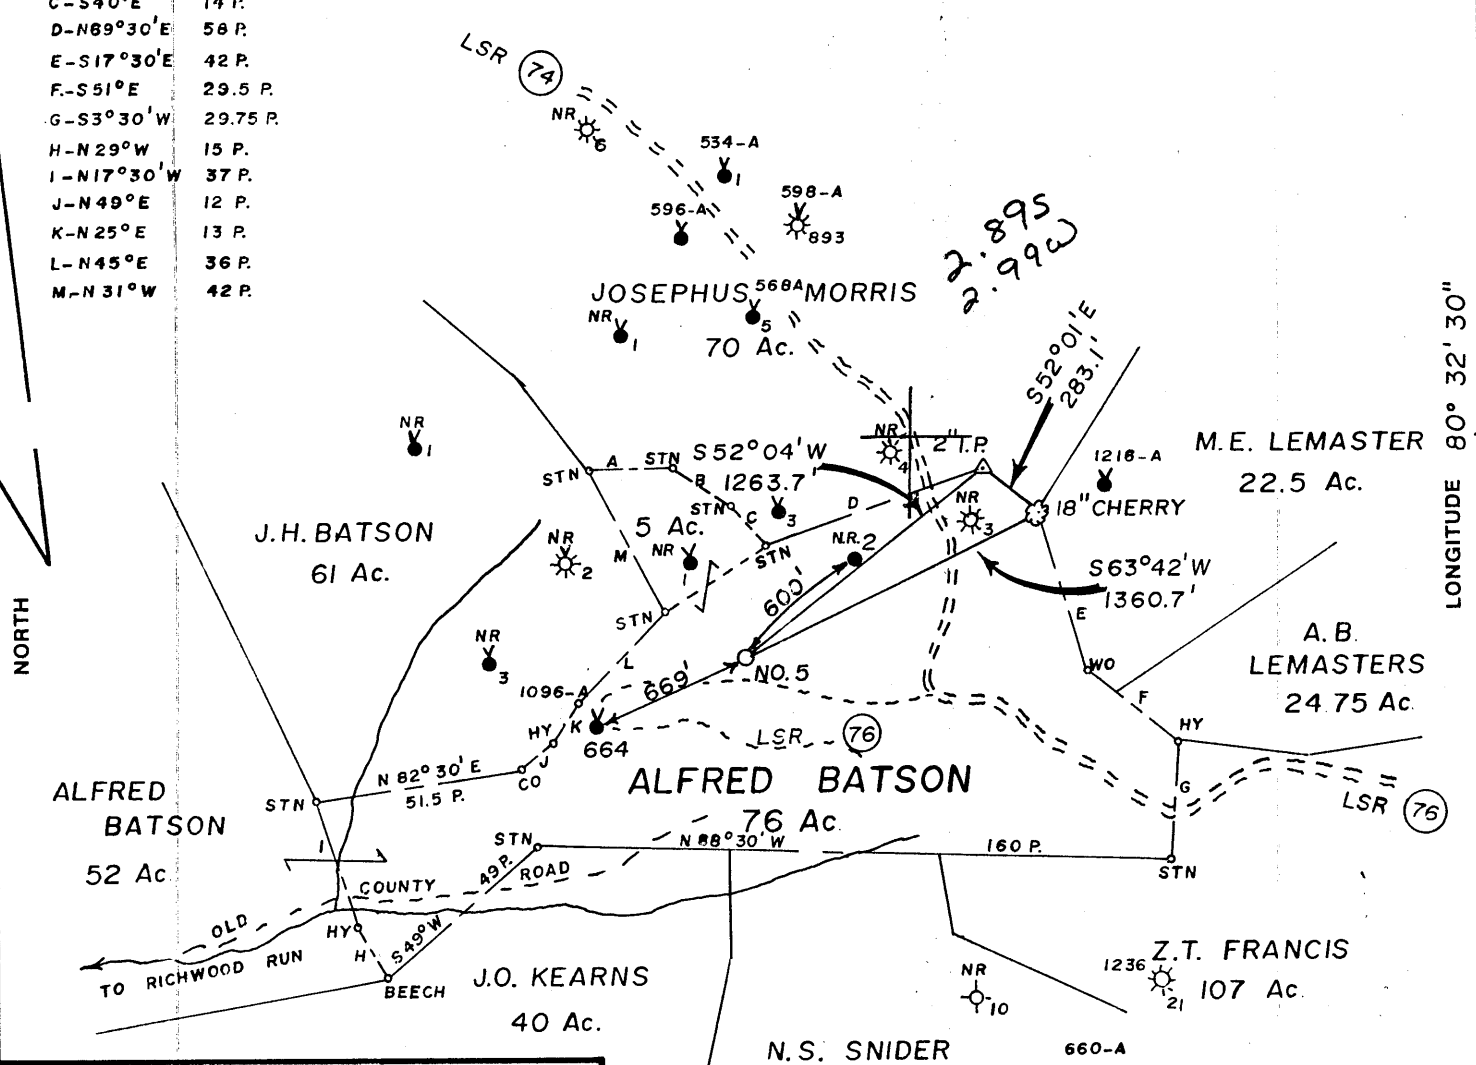 C-S40°E 14 P.
D-N69°30'E 58 P.
E-S17°30'E 42 P.
F.-S51°E 29.5 P.
G-S3°30'W 29.75 P.
H-N29°W 15 P.
I-N17°30'W 37 P.
J-N49°E 12 P.
K-N25°E 13 P.
L-N45°E 36 P.
M-N31°W 42 P.
LSR 74
NR
6
534-A
1
598-A
893
596-A
2.89S
2.99W
JOSEPHUS 568A MORRIS
5
70 Ac.
NR
1
S52°01'E
283.1'
LONGITUDE 80° 32' 30"
NR
1
NR
4
2" I.P.
S52°04'W
1263.7'
M.E. LEMASTER
22.5 Ac.
1216-A
18" CHERRY
STN A STN
B
STN
C
3
D
NR
3
STN
5 Ac.
NR
M
J.H. BATSON
61 Ac.
NR
2
N.R. 2
600'
S63°42'W
1360.7'
E
STN
NORTH
NR
3
L
A.B.
LEMASTERS
24.75 Ac.
WO
F
HY
669'
NO. 5
1096-A
K
HY
664
J
CO
LSR 76
N 82°30'E
51.5 P.
STN
ALFRED BATSON
76 Ac.
ALFRED
BATSON
52 Ac.
G
LSR 76
STN
N 88°30'W
160 P.
STN
I
49 P.
S49°W
OLD COUNTY ROAD
HY
H
BEECH
TO RICHWOOD RUN
J.O. KEARNS
40 Ac.
NR
10
1236
21
Z.T. FRANCIS
107 Ac.
N.S. SNIDER
660-A